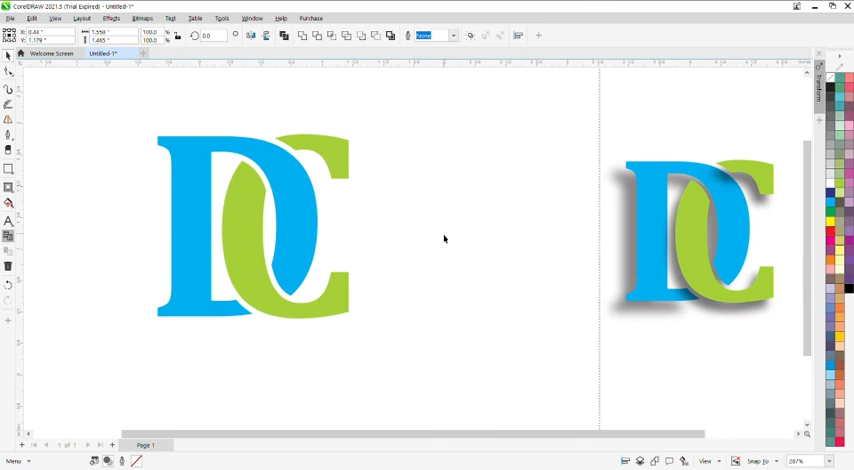 CorelDRAW 2021.5 (Trial Expired) - Untitled-1*
File Edit View Layout Effects Bitmaps Text Table Tools Window Help Purchase
X: 0.44 " 1.558 " 100.0 % 0.0 None
Y: 1.179 " 1.465 " 100.0 %
Welcome Screen Untitled-1*
Transform
DC
DC
1 of 1 Page 1
Menu View Snap To 287%